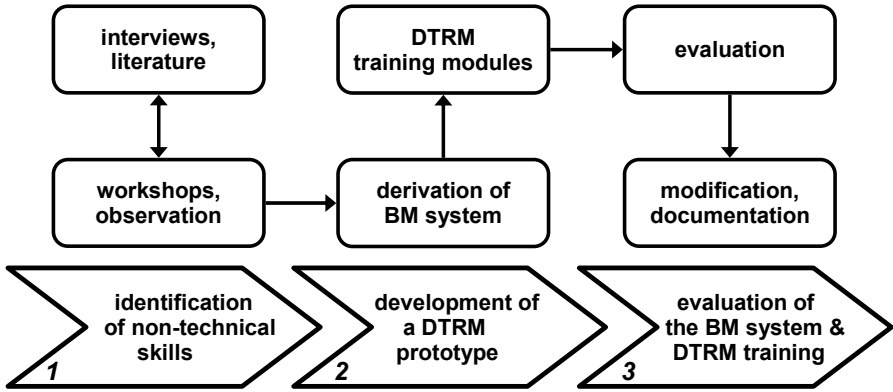 interviews,
literature
DTRM
training modules
evaluation
workshops,
observation
derivation of
BM system
modification,
documentation
identification
of non-technical
skills
1
development of
a DTRM
prototype
2
evaluation of
the BM system &
DTRM training
3